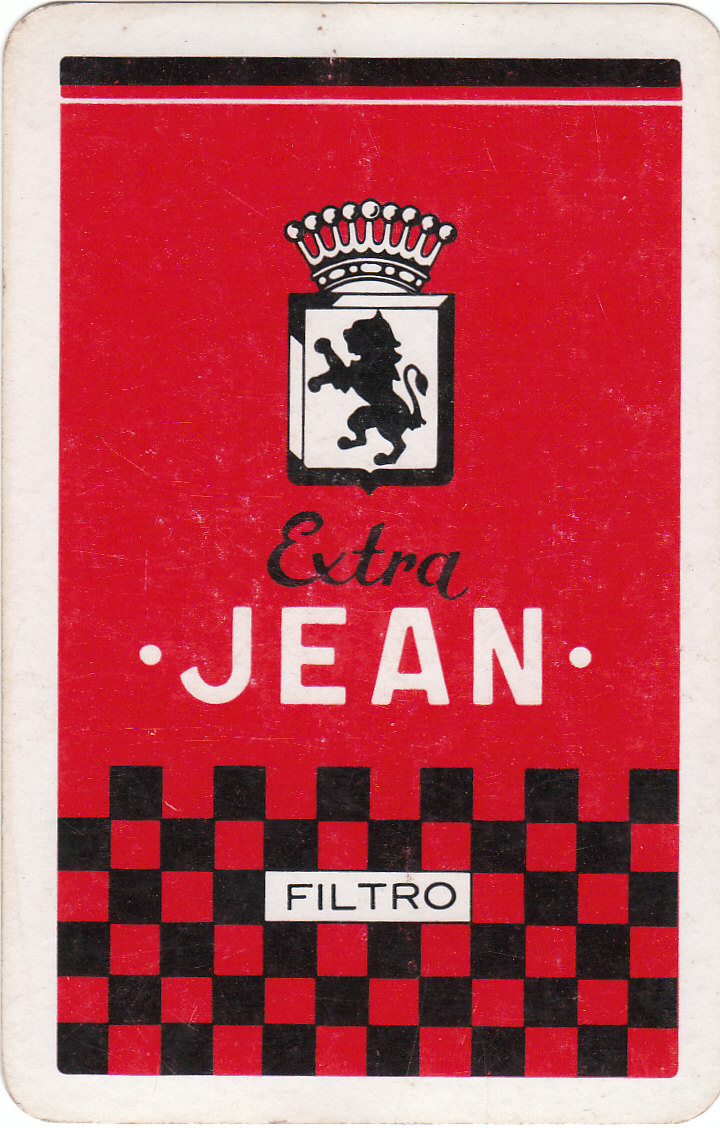 Extra
· JEAN ·
FILTRO